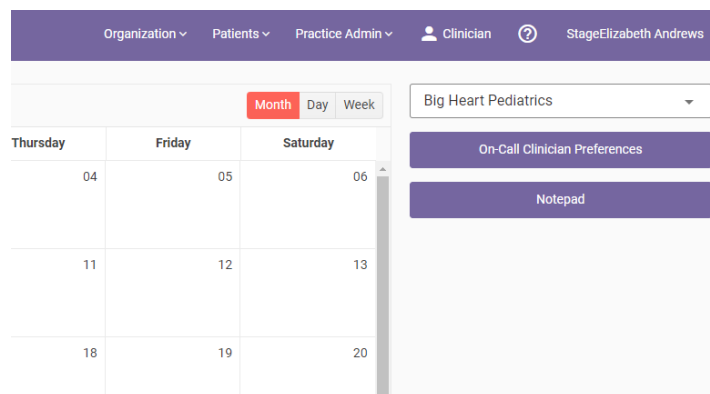 Organization Patients Practice Admin Clinician ? StageElizabeth Andrews
Month Day Week
Big Heart Pediatrics
Thursday Friday Saturday
On-Call Clinician Preferences
04 05 06
Notepad
11 12 13
18 19 20